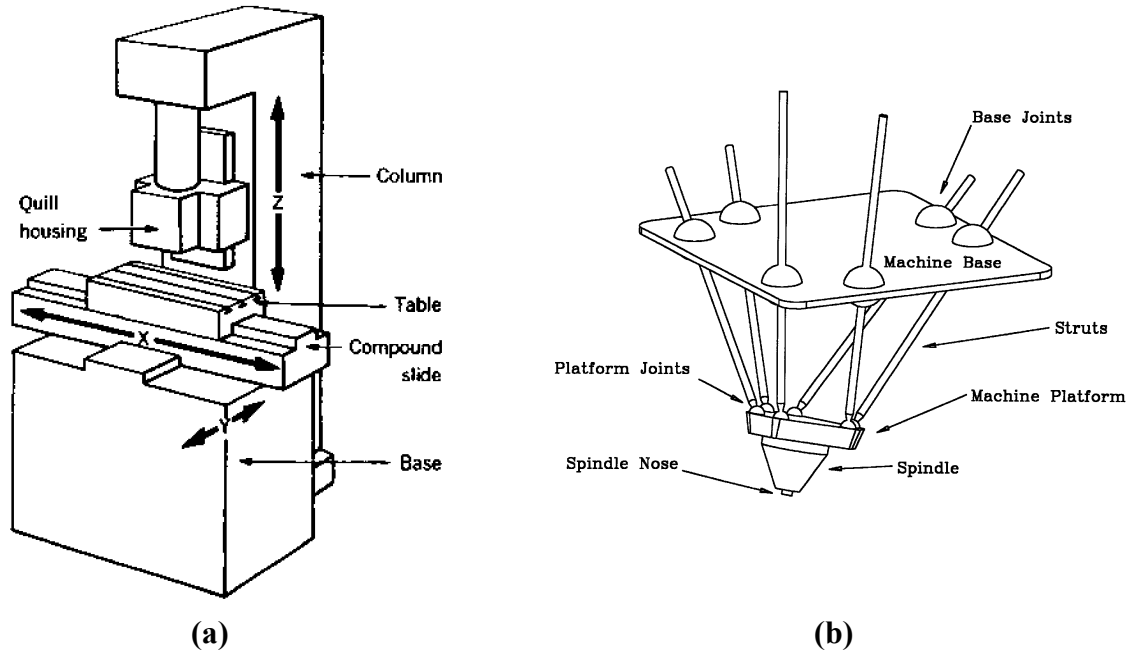 Quill
housing
Z
Column
X
Table
Compound
slide
Y
Base
(a)
Base Joints
Machine Base
Struts
Platform Joints
Machine Platform
Spindle Nose
Spindle
(b)